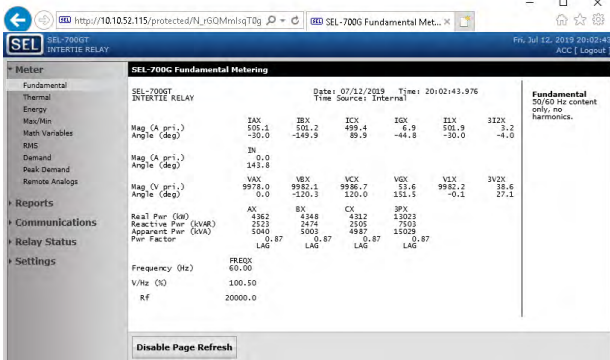 http://10.10.52.115/protected/N_rGQMmIsqT0g
SEL-700G Fundamental Met...
SEL SEL-700GT
INTERTIE RELAY
Fri, Jul 12, 2019 20:02:43
ACC [ Logout
Meter
Fundamental
Thermal
Energy
Max/Min
Math Variables
RMS
Demand
Peak Demand
Remote Analogs
Reports
Communications
Relay Status
Settings
SEL-700G Fundamental Metering
SEL-700GT Date: 07/12/2019 Time: 20:02:43.976
INTERTIE RELAY Time Source: Internal
IAX IBX ICX IGX I1X 3I2X
Mag (A pri.) 505.1 501.2 499.4 6.9 501.9 3.2
Angle (deg) -30.0 -149.9 89.9 -44.8 -30.0 -4.0
IN
Mag (A pri.) 0.0
Angle (deg) 143.8
VAX VBX VCX VGX V1X 3V2X
Mag (V pri.) 9978.0 9982.1 9986.7 53.6 9982.2 38.6
Angle (deg) 0.0 -120.3 120.0 151.5 -0.1 27.1
AX BX CX 3PX
Real Pwr (kW) 4362 4348 4312 13023
Reactive Pwr (kVAR) 2523 2474 2505 7503
Apparent Pwr (kVA) 5040 5003 4987 15029
Pwr Factor 0.87 0.87 0.87 0.87
LAG LAG LAG LAG
FREQX
Frequency (Hz) 60.00
V/Hz (%) 100.50
Rf 20000.0
Fundamental
50/60 Hz content
only, no
harmonics.
Disable Page Refresh